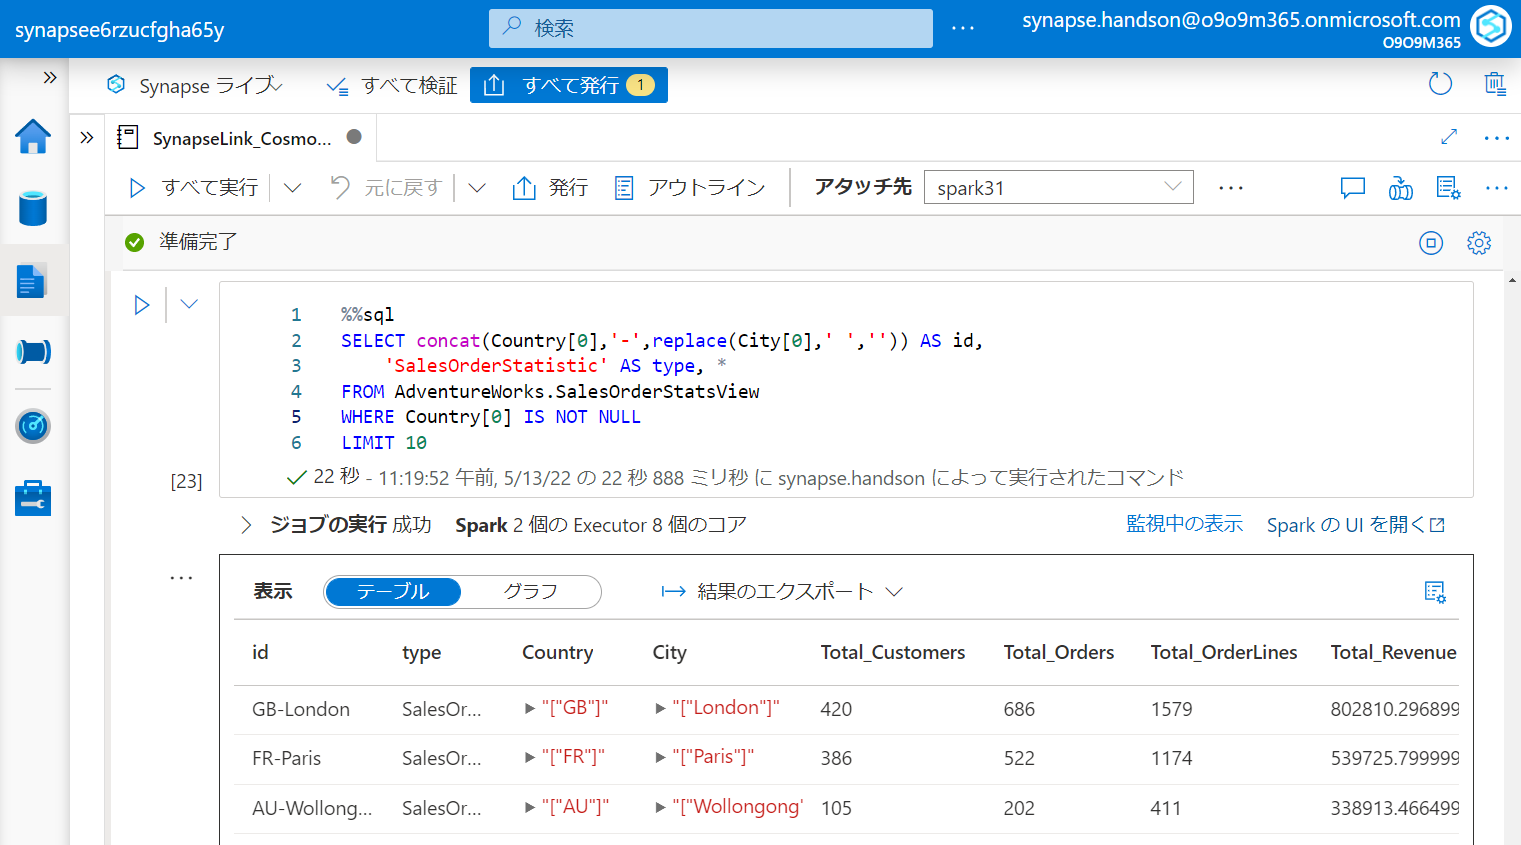 synapsee6rzucfgha65y
検索
synapse.handson@o9o9m365.onmicrosoft.com
O9O9M365
Synapse ライブ
すべて検証
すべて発行 1
SynapseLink_Cosmo...
すべて実行
元に戻す
発行
アウトライン
アタッチ先
spark31
準備完了
1 %%sql
2 SELECT concat(Country[0],'-',replace(City[0],' ','')) AS id,
3 'SalesOrderStatistic' AS type, *
4 FROM AdventureWorks.SalesOrderStatsView
5 WHERE Country[0] IS NOT NULL
6 LIMIT 10
[23]
22 秒 - 11:19:52 午前, 5/13/22 の 22 秒 888 ミリ秒 に synapse.handson によって実行されたコマンド
ジョブの実行 成功 Spark 2 個の Executor 8 個のコア
監視中の表示
Spark の UI を開く
表示
テーブル
グラフ
結果のエクスポート
id type Country City Total_Customers Total_Orders Total_OrderLines Total_Revenue
GB-London SalesOr... "["GB"]" "["London"]" 420 686 1579 802810.296899
FR-Paris SalesOr... "["FR"]" "["Paris"]" 386 522 1174 539725.799999
AU-Wollong... SalesOr... "["AU"]" "["Wollongong" 105 202 411 338913.466499